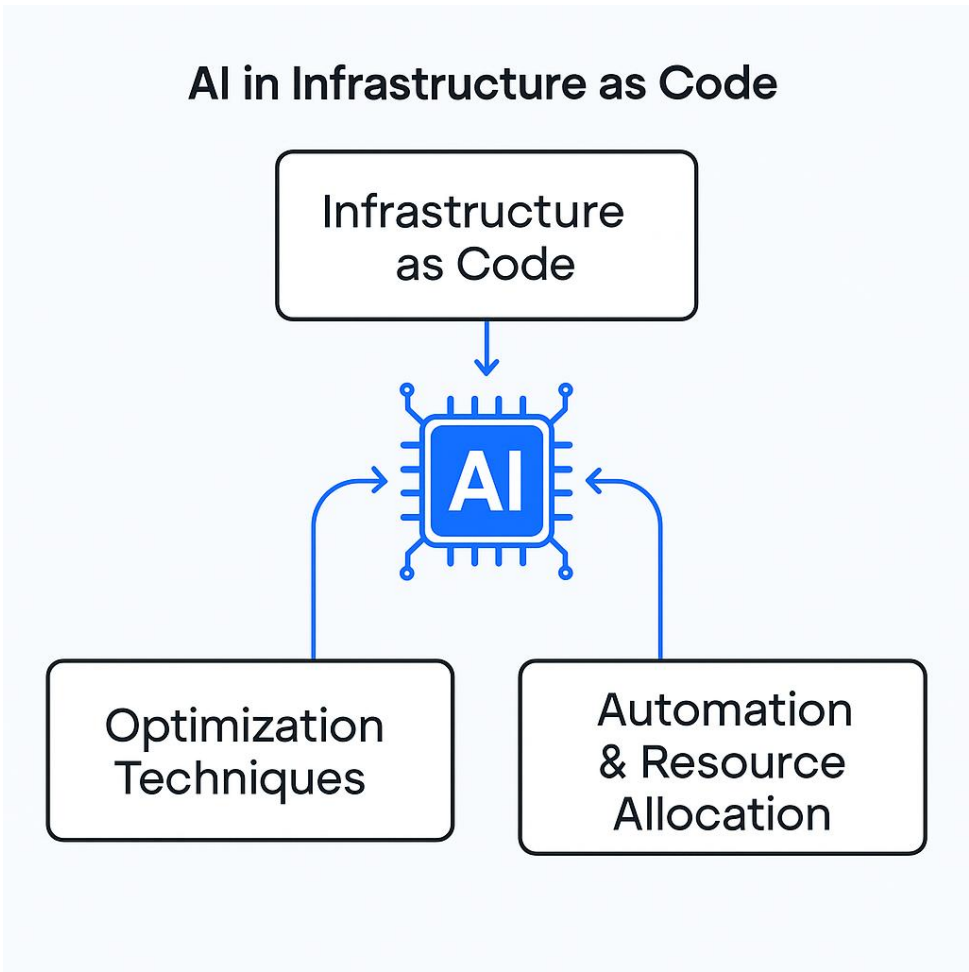 AI in Infrastructure as Code
Infrastructure
as Code
AI
Optimization
Techniques
Automation
& Resource
Allocation